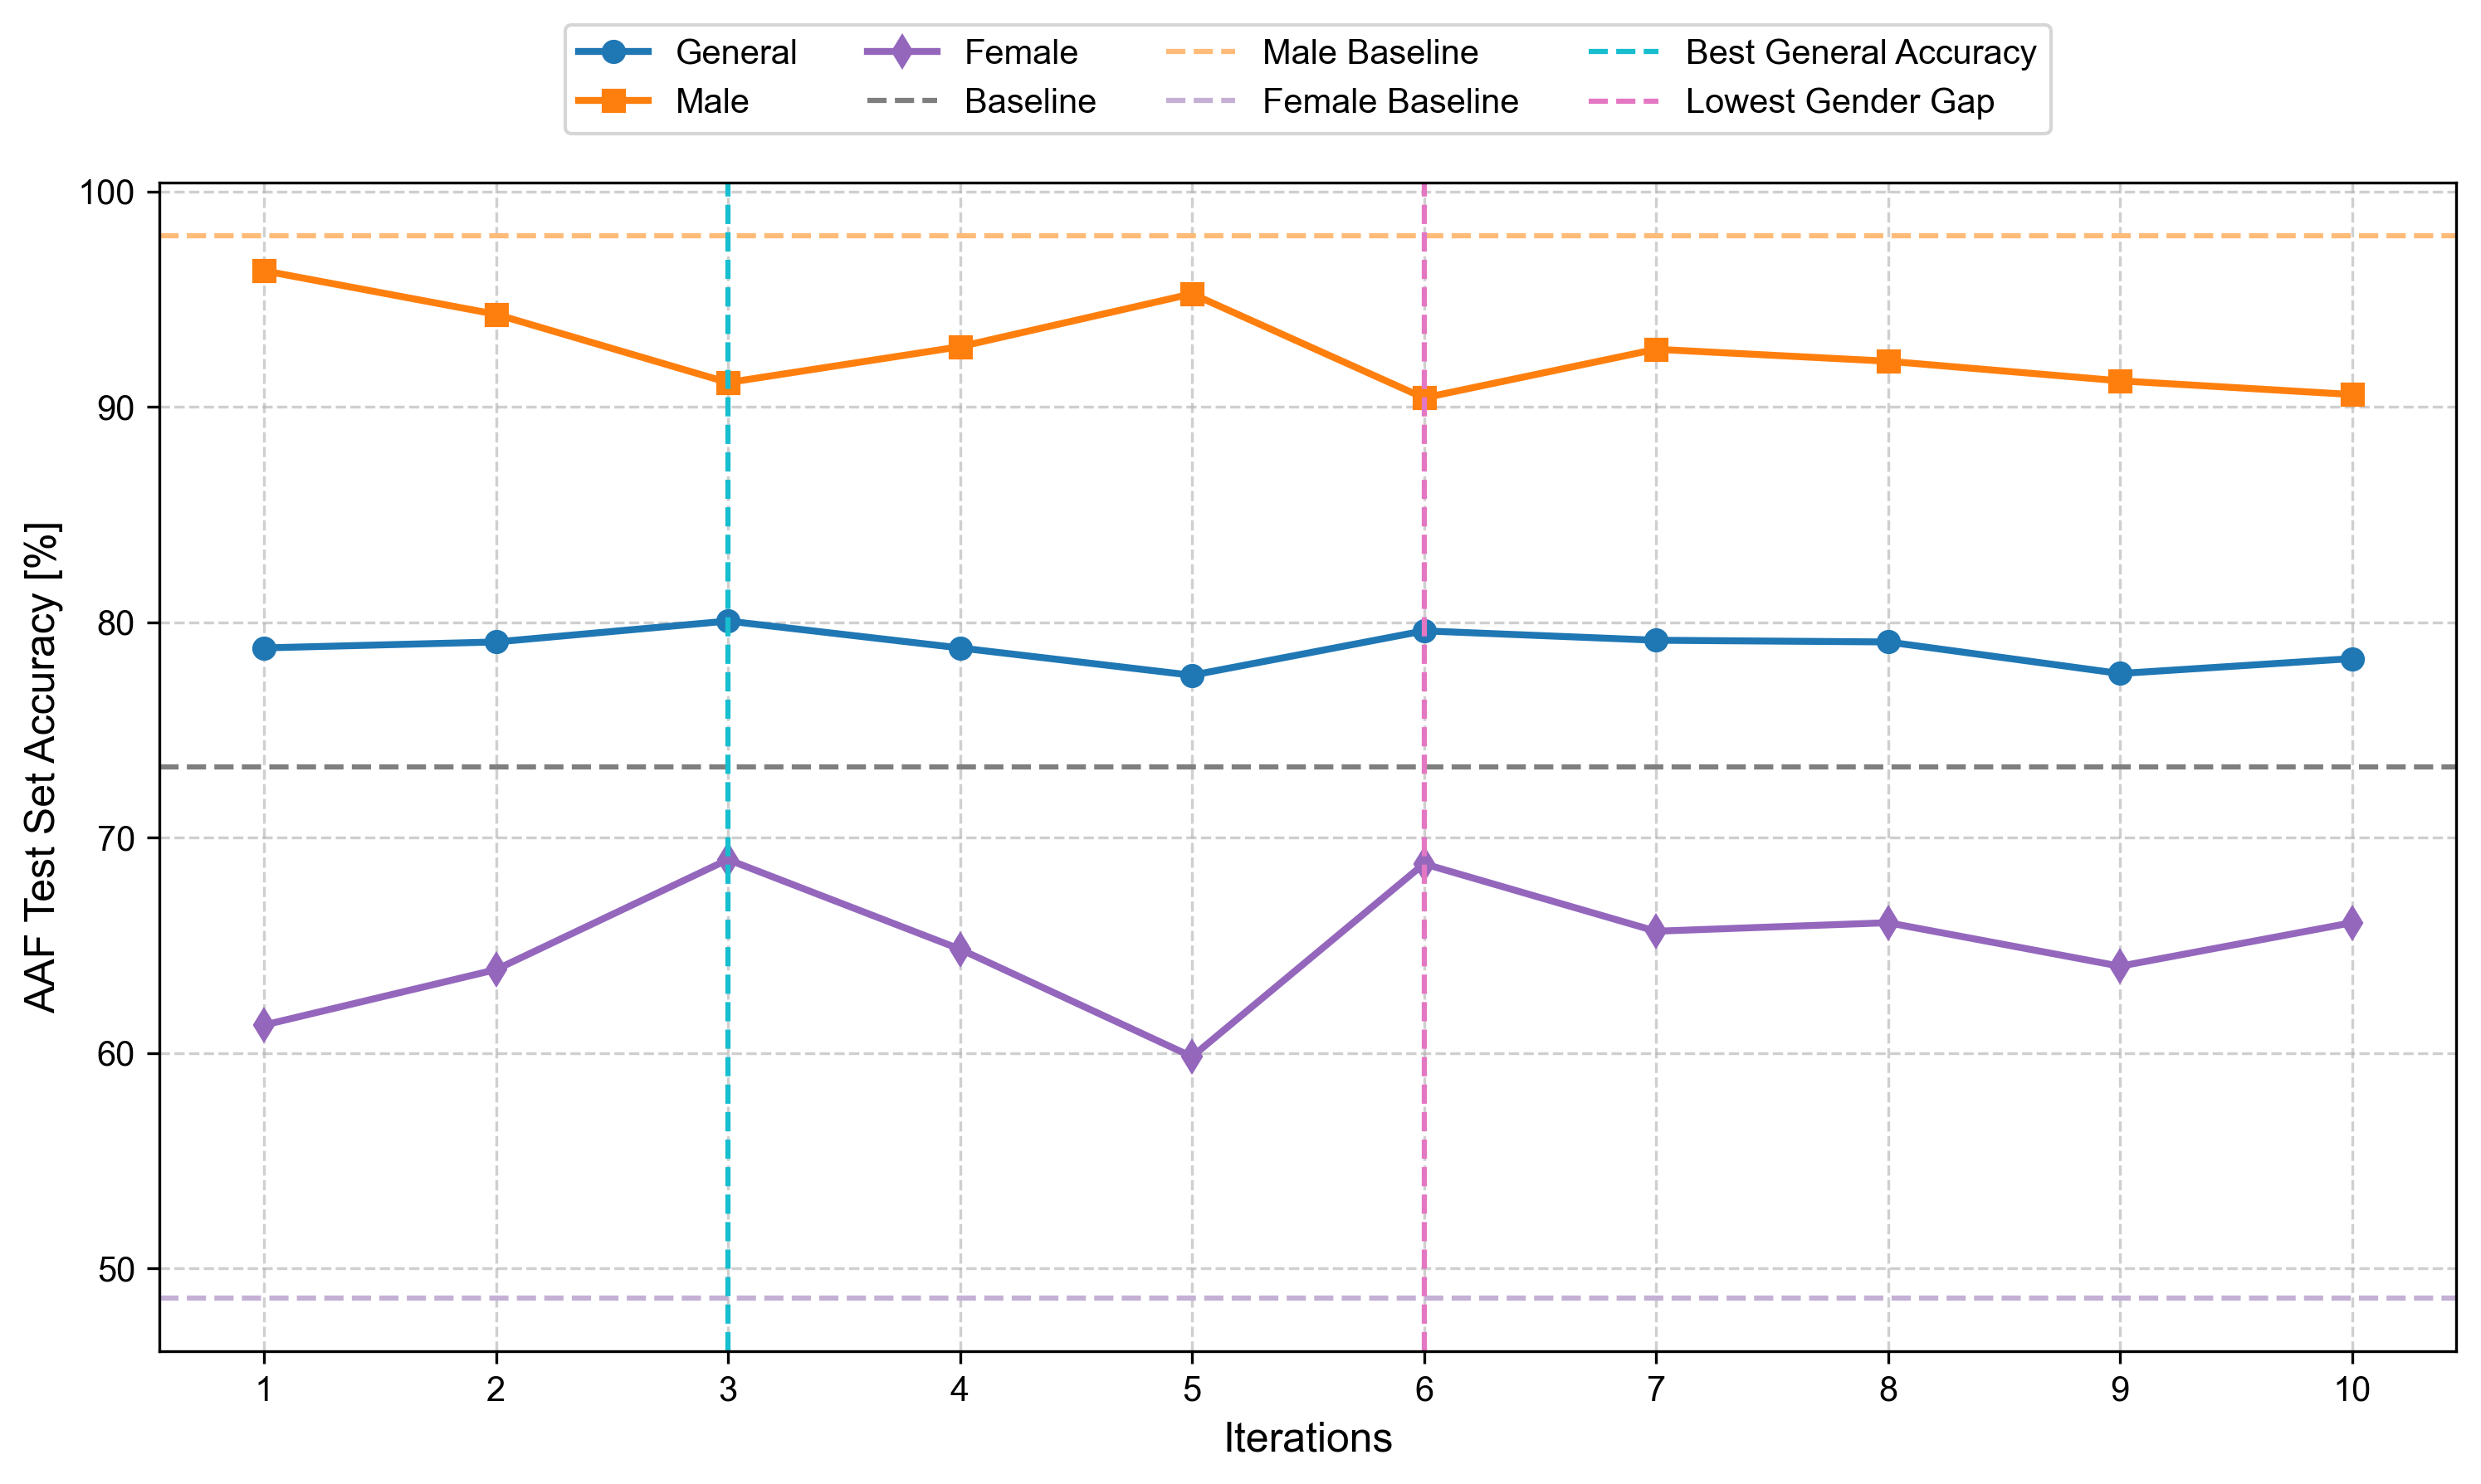 General
Male
Female
Baseline
Male Baseline
Female Baseline
Best General Accuracy
Lowest Gender Gap
AAF Test Set Accuracy [%]
100
90
80
70
60
50
1 2 3 4 5 6 7 8 9 10
Iterations